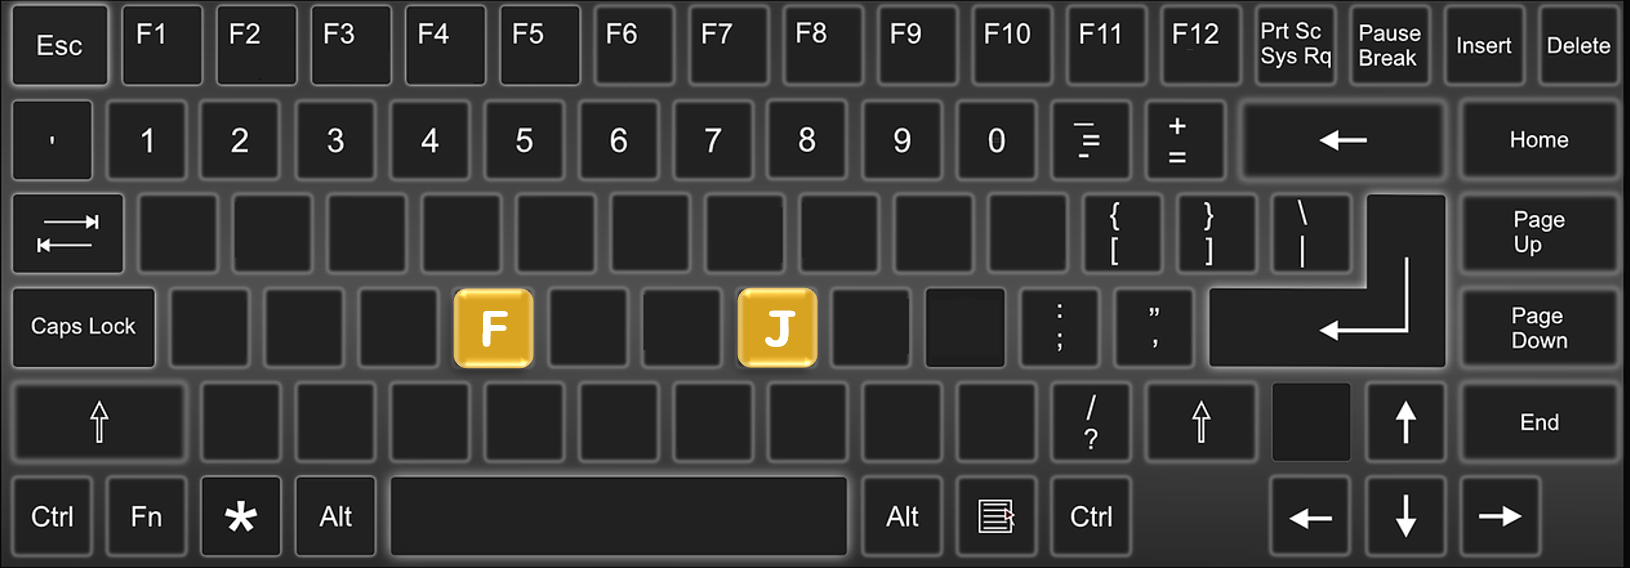 Esc F1 F2 F3 F4 F5 F6 F7 F8 F9 F10 F11 F12 Prt Sc Pause Insert Delete
Sys Rq Break
' 1 2 3 4 5 6 7 8 9 0 — + Home
=
- =
{ } \ Page
[ ] | Up
Caps Lock F J : ” Page
; , Down
/ End
?
Ctrl Fn * Alt Alt Ctrl